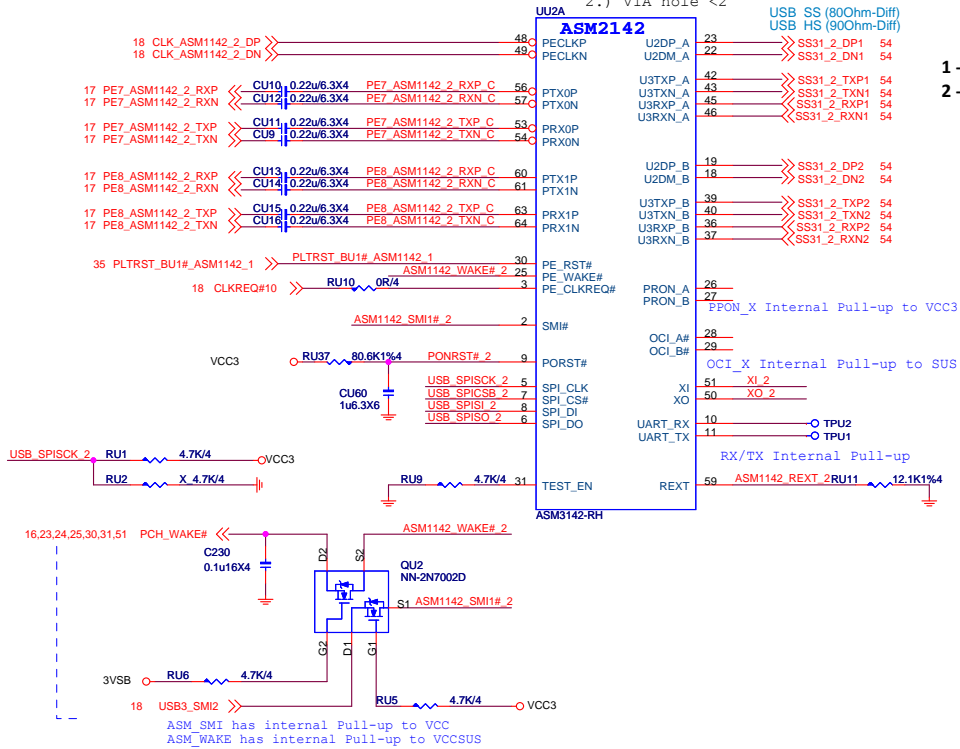 2.) VIA hole <2
UU2A
ASM2142
USB SS (80Ohm-Diff)
USB HS (90Ohm-Diff)
1 -
2 -
18 CLK_ASM1142_2_DP 48 PECLKP
18 CLK_ASM1142_2_DN 49 PECLKN
17 PE7_ASM1142_2_RXP CU10 0.22u/6.3X4 PE7_ASM1142_2_RXP_C 56 PTX0P
17 PE7_ASM1142_2_RXN CU12 0.22u/6.3X4 PE7_ASM1142_2_RXN_C 57 PTX0N
17 PE7_ASM1142_2_TXP CU11 0.22u/6.3X4 PE7_ASM1142_2_TXP_C 53 PRX0P
17 PE7_ASM1142_2_TXN CU9 0.22u/6.3X4 PE7_ASM1142_2_TXN_C 54 PRX0N
17 PE8_ASM1142_2_RXP CU13 0.22u/6.3X4 PE8_ASM1142_2_RXP_C 60 PTX1P
17 PE8_ASM1142_2_RXN CU14 0.22u/6.3X4 PE8_ASM1142_2_RXN_C 61 PTX1N
17 PE8_ASM1142_2_TXP CU15 0.22u/6.3X4 PE8_ASM1142_2_TXP_C 63 PRX1P
17 PE8_ASM1142_2_TXN CU16 0.22u/6.3X4 PE8_ASM1142_2_TXN_C 64 PRX1N
35 PLTRST_BU1#_ASM1142_1 PLTRST_BU1#_ASM1142_1 30 PE_RST#
ASM1142_WAKE#_2 25 PE_WAKE#
18 CLKREQ#10 RU10 0R/4 3 PE_CLKREQ#
ASM1142_SMI1#_2 2 SMI#
VCC3 RU37 80.6K1%4 PONRST#_2 9 PORST#
CU60
1u6.3X6
USB_SPISCK_2 5 SPI_CLK
USB_SPICSB_2 7 SPI_CS#
USB_SPISI_2 8 SPI_DI
USB_SPISO_2 6 SPI_DO
RU9 4.7K/4 31 TEST_EN
U2DP_A 23 SS31_2_DP1 54
U2DM_A 22 SS31_2_DN1 54
U3TXP_A 42 SS31_2_TXP1 54
U3TXN_A 43 SS31_2_TXN1 54
U3RXP_A 45 SS31_2_RXP1 54
U3RXN_A 46 SS31_2_RXN1 54
U2DP_B 19 SS31_2_DP2 54
U2DM_B 18 SS31_2_DN2 54
U3TXP_B 39 SS31_2_TXP2 54
U3TXN_B 40 SS31_2_TXN2 54
U3RXP_B 36 SS31_2_RXP2 54
U3RXN_B 37 SS31_2_RXN2 54
PRON_A 26
PRON_B 27
PPON_X Internal Pull-up to VCC3
OCI_A# 28
OCI_B# 29
OCI_X Internal Pull-up to SUS
XI 51 XI_2
XO 50 XO_2
UART_RX 10 TPU2
UART_TX 11 TPU1
RX/TX Internal Pull-up
REXT 59 ASM1142_REXT_2 RU11 12.1K1%4
ASM3142-RH
USB_SPISCK_2 RU1 4.7K/4 VCC3
RU2 X_4.7K/4
16,23,24,25,30,31,51 PCH_WAKE# ASM1142_WAKE#_2
C230
0.1u16X4
D2 S2
QU2
NN-2N7002D
S1 ASM1142_SMI1#_2
G2 D1 G1
3VSB RU6 4.7K/4
18 USB3_SMI2 RU5 4.7K/4 VCC3
ASM_SMI has internal Pull-up to VCC
ASM_WAKE has internal Pull-up to VCCSUS